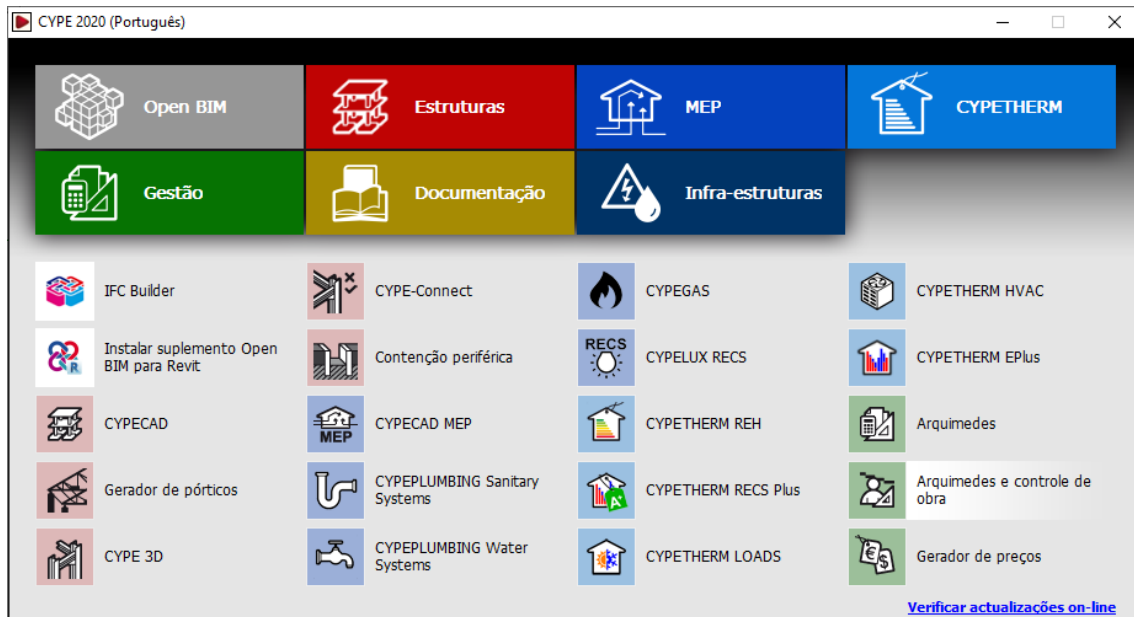 CYPE 2020 (Português)
Open BIM
Estruturas
MEP
CYPETHERM
Gestão
Documentação
Infra-estruturas
IFC Builder
CYPE-Connect
CYPEGAS
CYPETHERM HVAC
Instalar suplemento Open
BIM para Revit
R
Contenção periférica
RECS
CYPELUX RECS
CYPETHERM EPlus
CYPECAD
MEP
CYPECAD MEP
CYPETHERM REH
Arquimedes
Gerador de pórticos
CYPEPLUMBING Sanitary
Systems
A+
CYPETHERM RECS Plus
Arquimedes e controle de
obra
CYPE 3D
CYPEPLUMBING Water
Systems
CYPETHERM LOADS
€
$
Gerador de preços
Verificar actualizações on-line